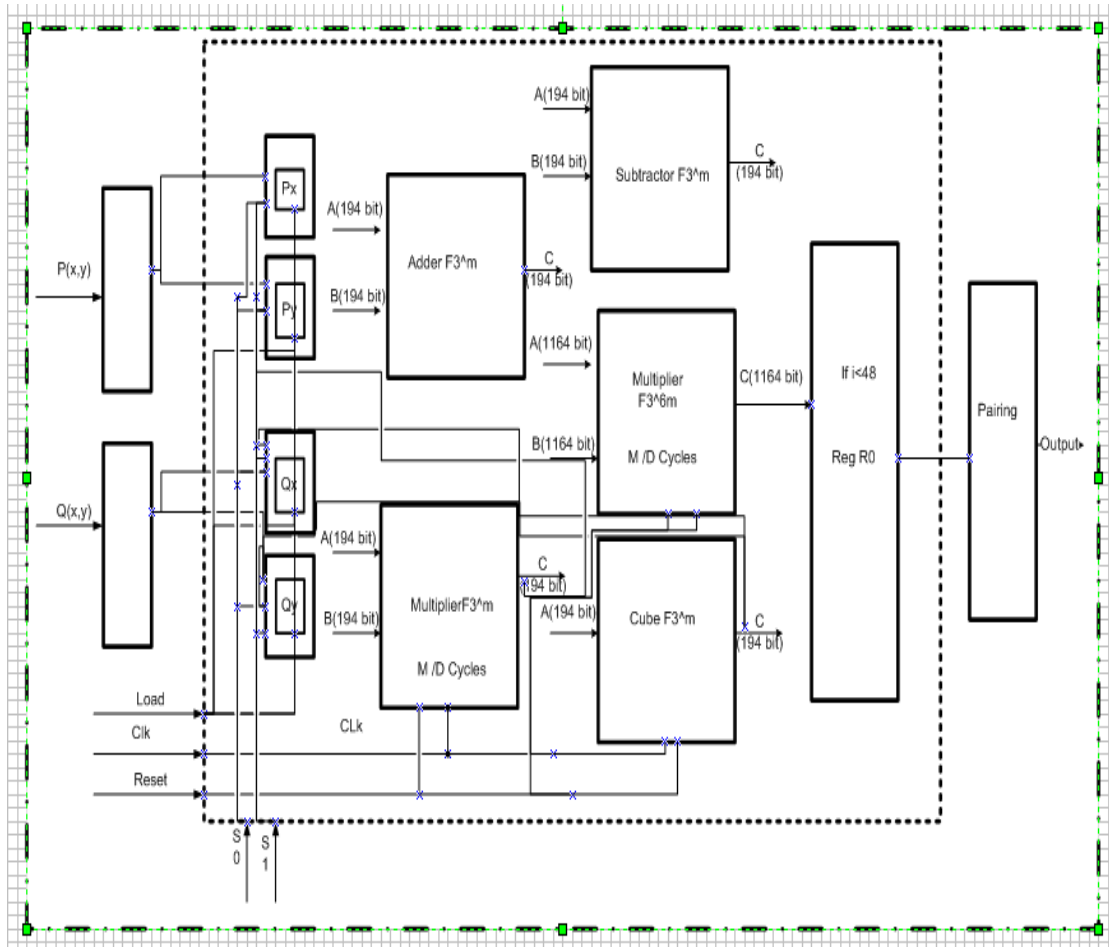 A(194 bit)
B(194 bit)
Subtractor F3^m
C
(194 bit)
Px
A(194 bit)
Adder F3^m
B(194 bit)
C
(194 bit)
P(x,y)
Py
A(1164 bit)
Multiplier
F3^6m
B(1164 bit)
M /D Cycles
C(1164 bit)
If i<48
Reg R0
Pairing
Output
Qx
Q(x,y)
A(194 bit)
MultiplierF3^m
B(194 bit)
M /D Cycles
C
(194 bit)
Qy
A(194 bit)
Cube F3^m
C
(194 bit)
Load
Clk
CLk
Reset
S
0
S
1